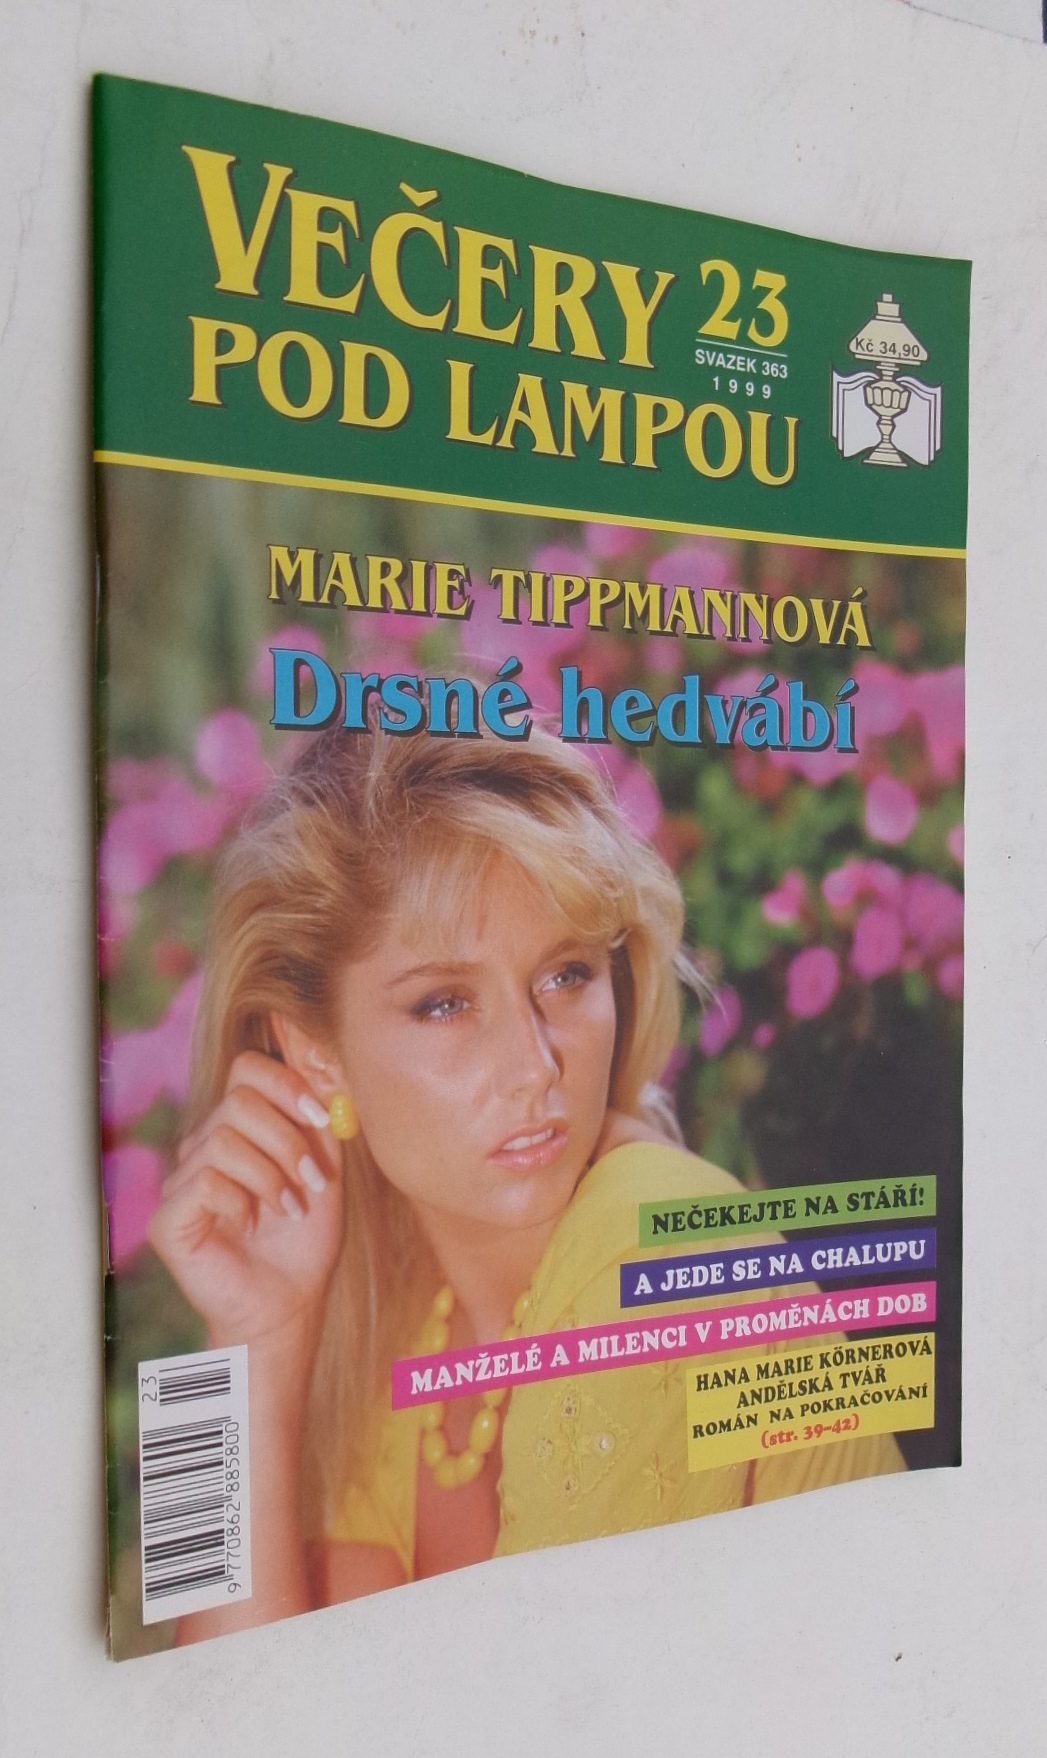 VEČERY
POD LAMPOU
23
SVAZEK 363
1999
Kč 34,90
MARIE TIPPMANNOVÁ
Drsné hedvábí
NEČEKEJTE NA STÁŘÍ!
A JEDE SE NA CHALUPU
MANŽELÉ A MILENCI V PROMĚNÁCH DOB
HANA MARIE KÖRNEROVÁ
ANDĚLSKÁ TVÁŘ
ROMÁN NA POKRAČOVÁNÍ
(str. 39-42)
23
9 770862 885800